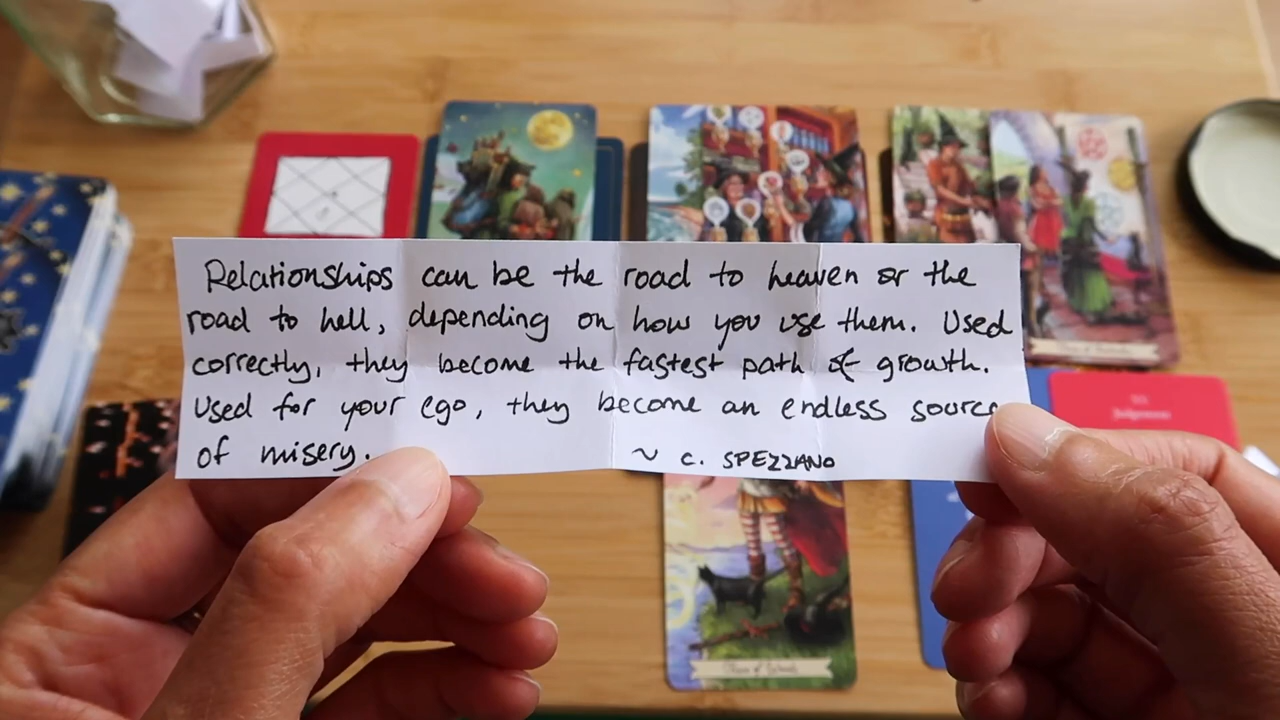 Relationships can be the road to heaven or the
road to hell, depending on how you use them. Used
correctly, they become the fastest path of growth.
Used for your ego, they become an endless source
of misery.
~ C. SPEZZANO
Judgement